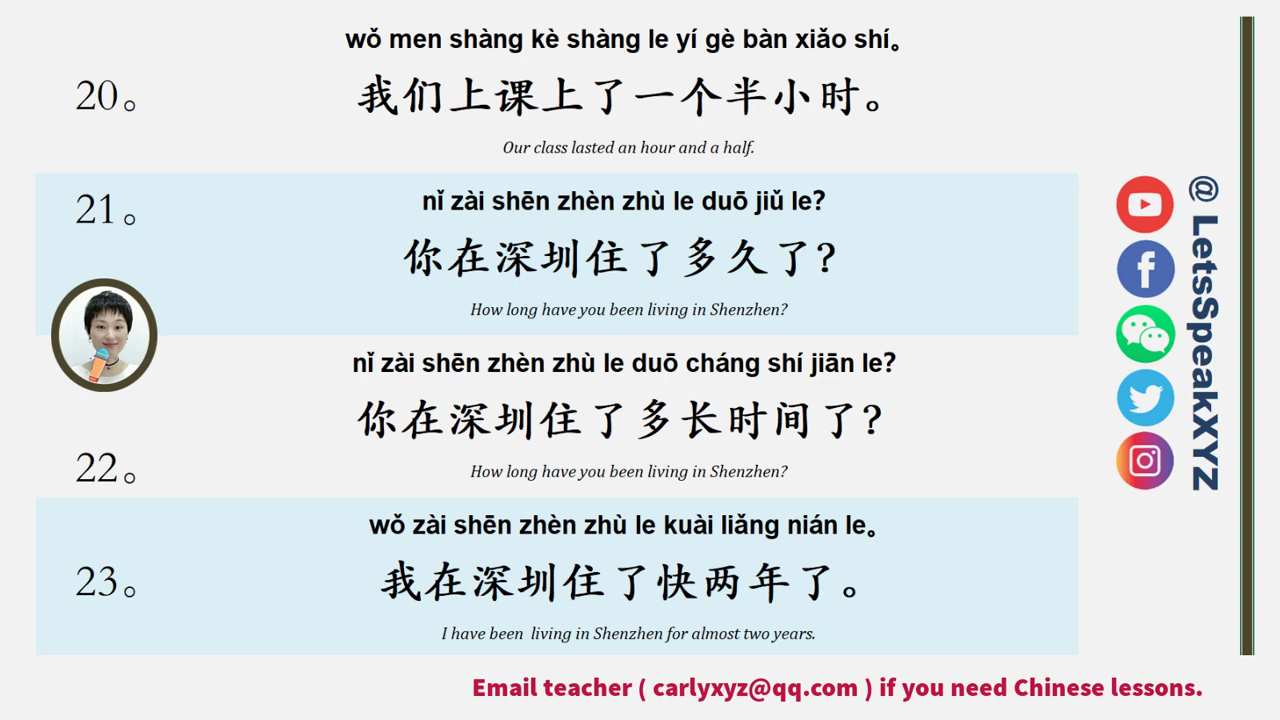 wǒ men shàng kè shàng le yí gè bàn xiǎo shí。
20。
我们上课上了一个半小时。
Our class lasted an hour and a half.
nǐ zài shēn zhèn zhù le duō jiǔ le?
21。
你在深圳住了多久了?
How long have you been living in Shenzhen?
nǐ zài shēn zhèn zhù le duō cháng shí jiān le?
你在深圳住了多长时间了?
22。
How long have you been living in Shenzhen?
wǒ zài shēn zhèn zhù le kuài liǎng nián le。
23。
我在深圳住了快两年了。
I have been  living in Shenzhen for almost two years.
@ LetsSpeakXYZ
Email teacher ( carlyxyz@qq.com ) if you need Chinese lessons.